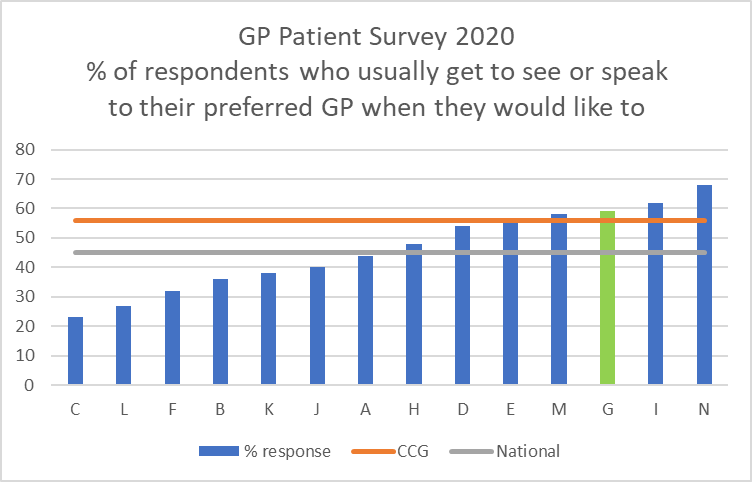 GP Patient Survey 2020
% of respondents who usually get to see or speak
to their preferred GP when they would like to
80
70
60
50
40
30
20
10
0
C L F B K J A H D E M G I N
% response CCG National